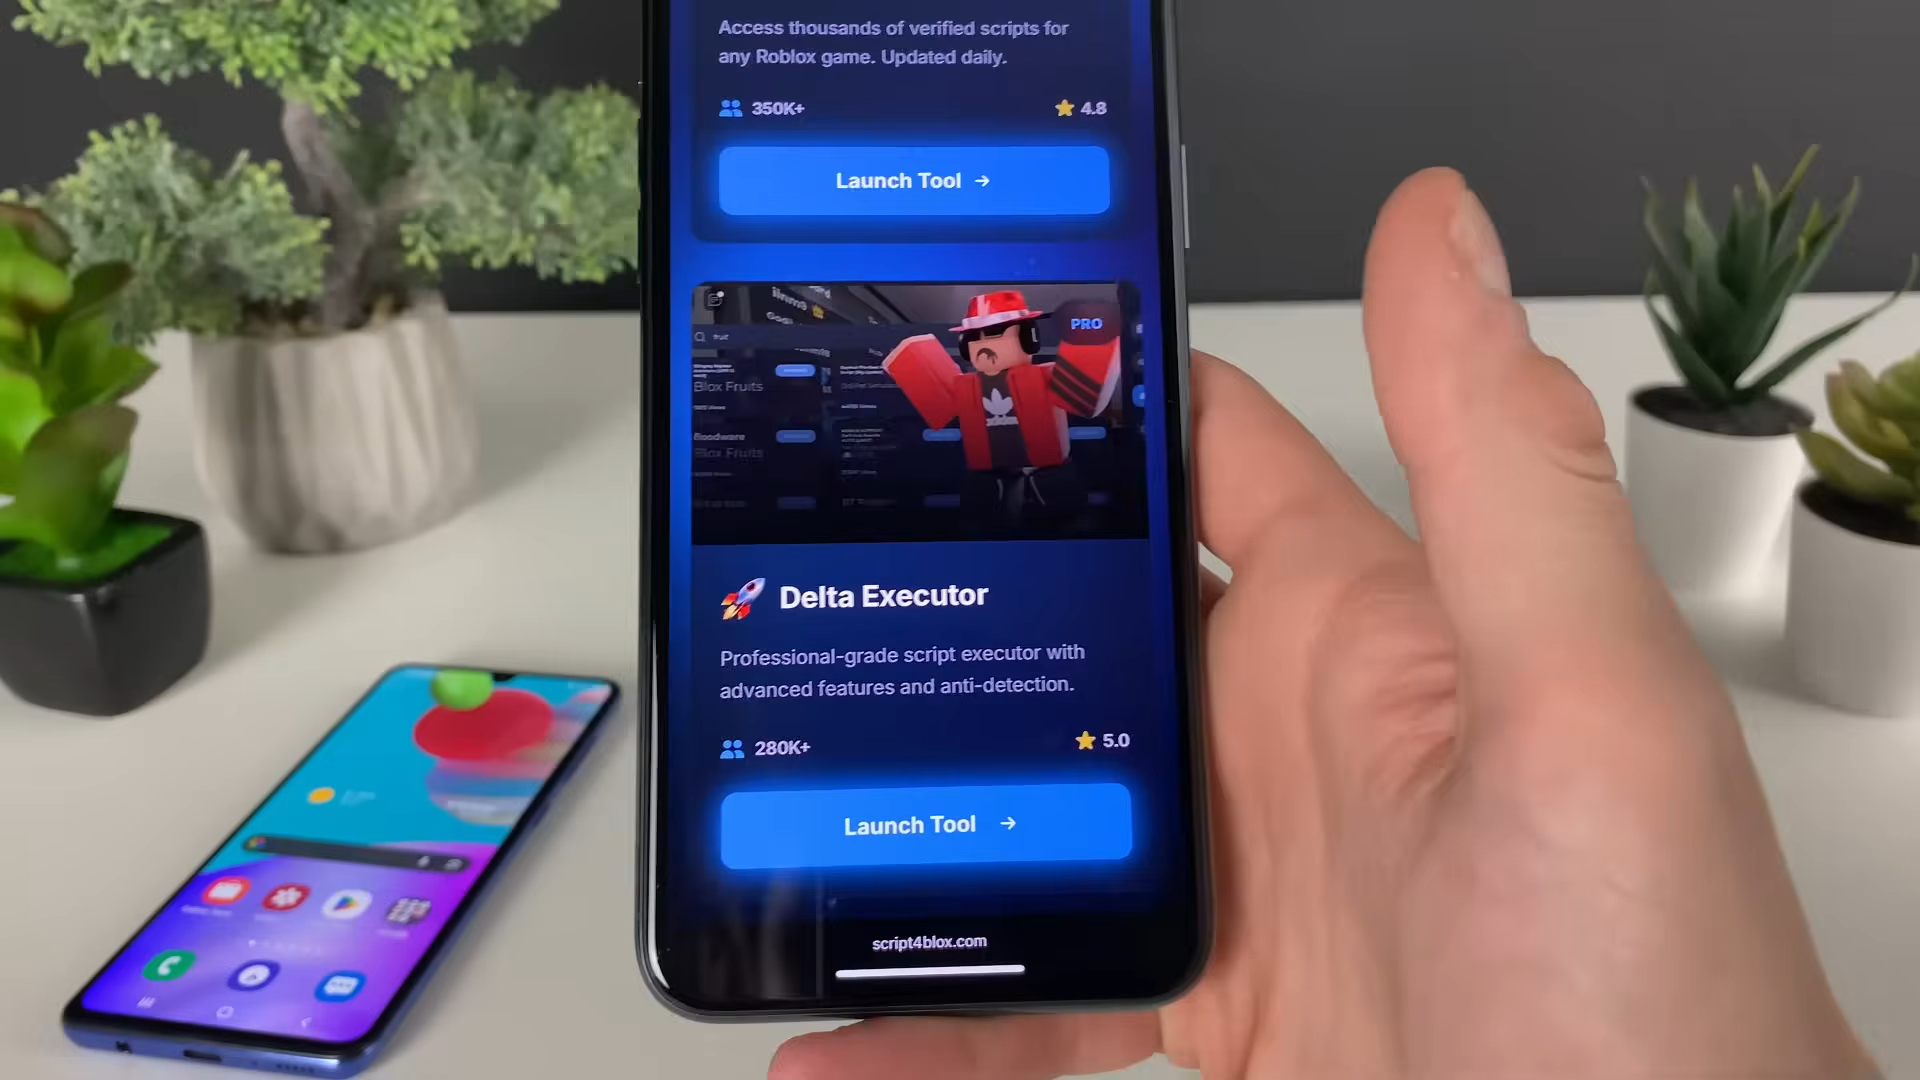 Access thousands of verified scripts for
any Roblox game. Updated daily.
350K+
4.8
Launch Tool →
PRO
fruit
Blox Fruits
Blox Fruits
adidas
Delta Executor
Professional-grade script executor with
advanced features and anti-detection.
280K+
5.0
Launch Tool →
script4blox.com